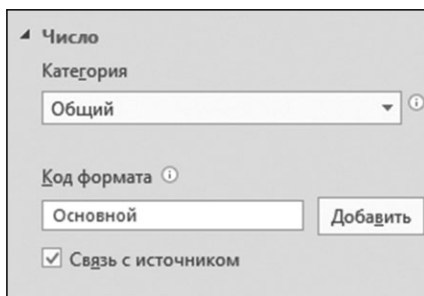 Число
Категория
Общий
Код формата
Основной
Добавить
Связь с источником